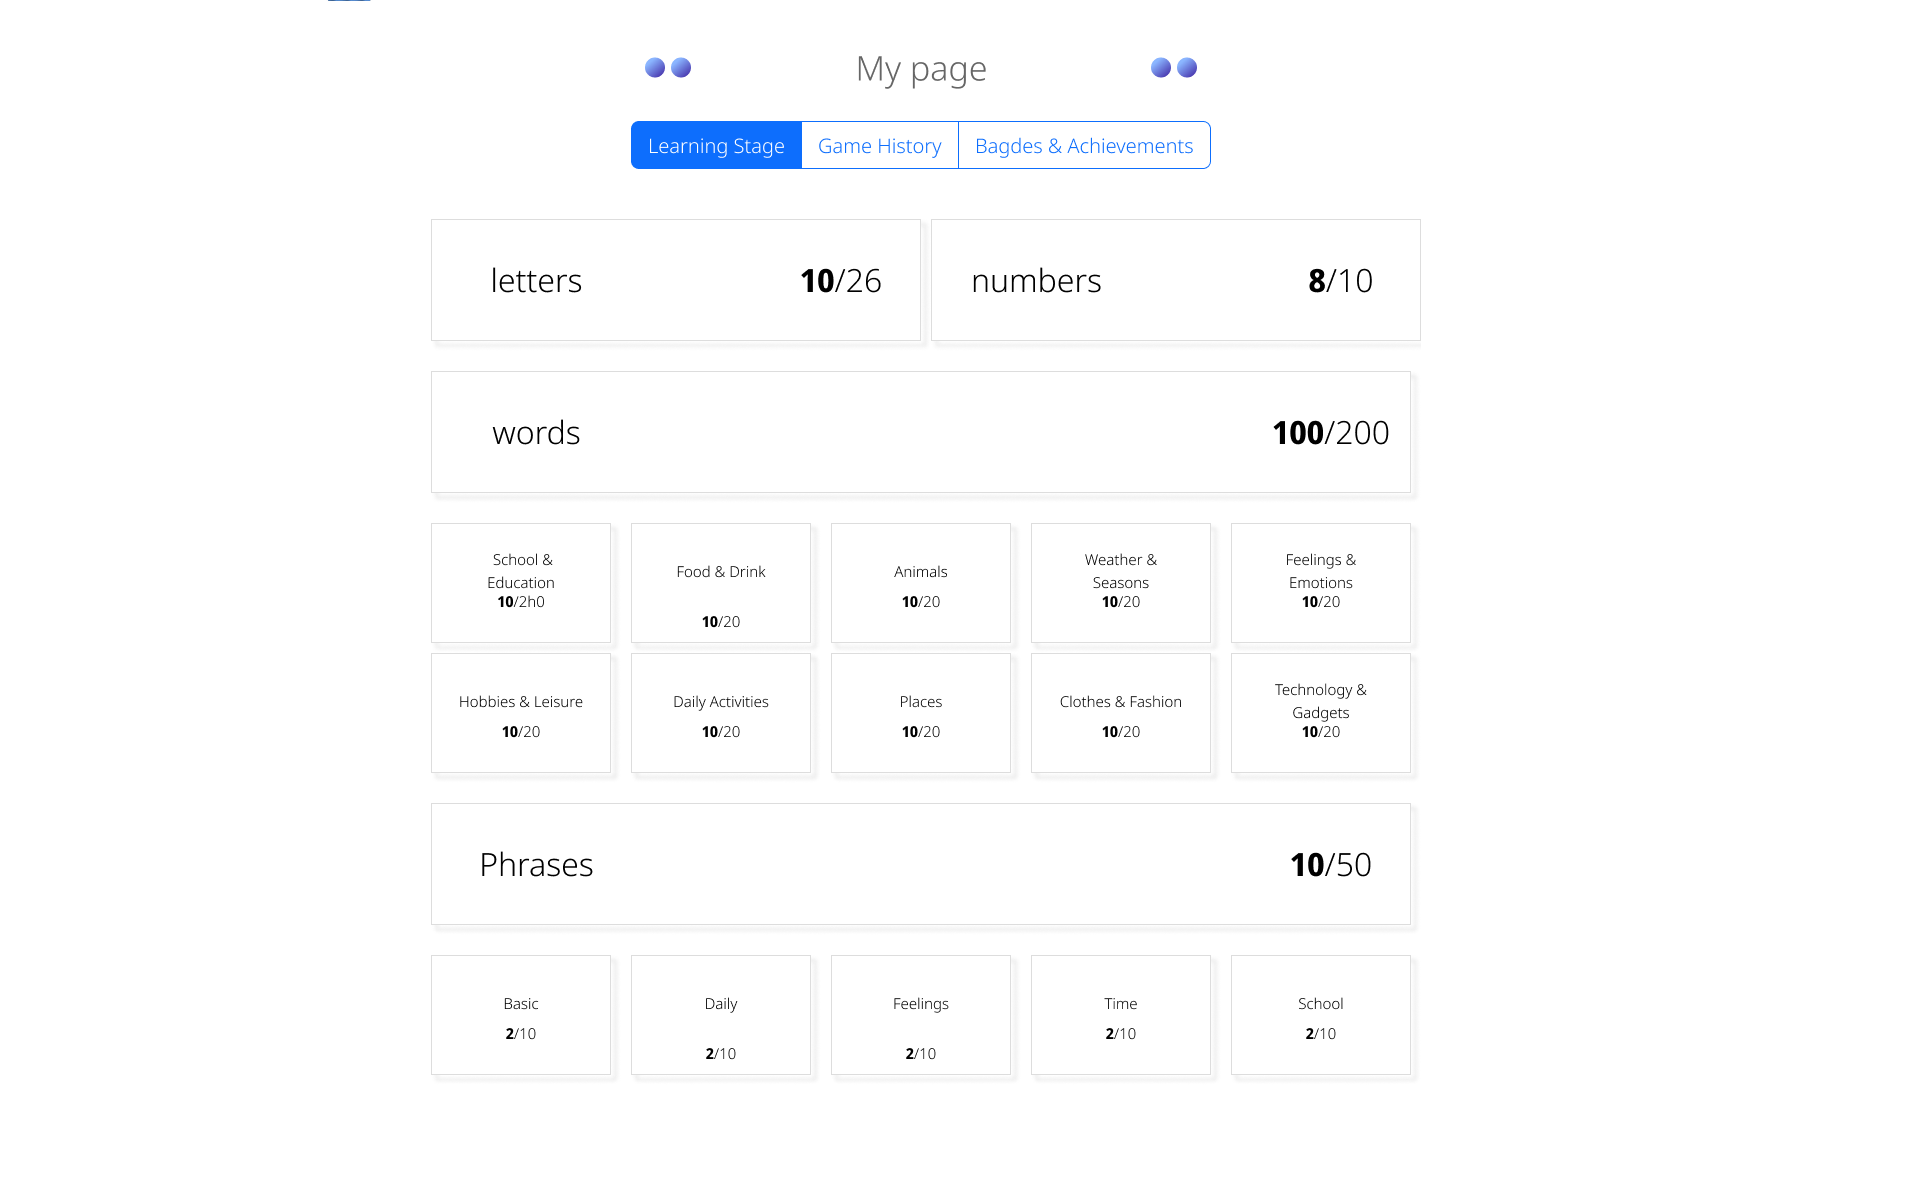 My page
Learning Stage Game History Bagdes & Achievements
letters 10/26 numbers 8/10
words 100/200
School &
Education
10/2h0
Food & Drink
10/20
Animals
10/20
Weather &
Seasons
10/20
Feelings &
Emotions
10/20
Hobbies & Leisure
10/20
Daily Activities
10/20
Places
10/20
Clothes & Fashion
10/20
Technology &
Gadgets
10/20
Phrases 10/50
Basic
2/10
Daily
2/10
Feelings
2/10
Time
2/10
School
2/10